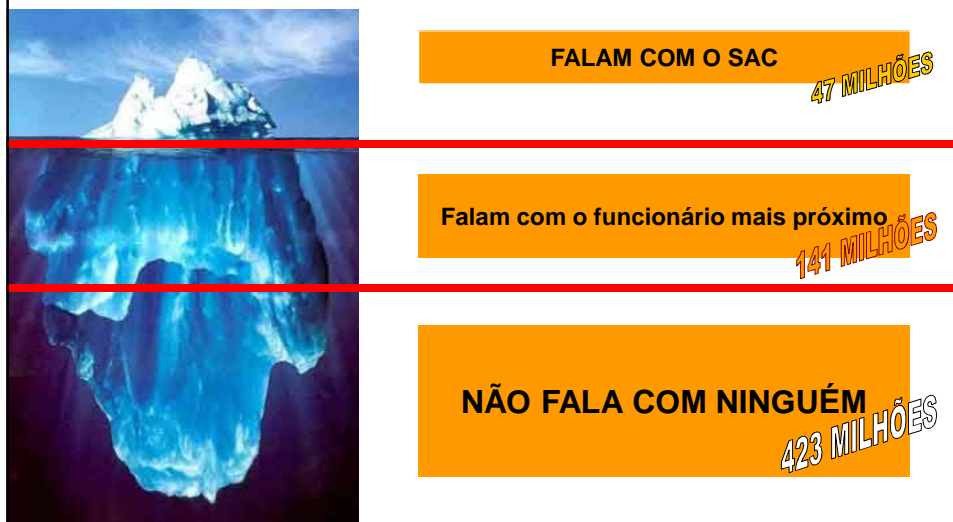 FALAM COM O SAC
47 MILHÕES
Falam com o funcionário mais próximo
141 MILHÕES
NÃO FALA COM NINGUÉM
423 MILHÕES